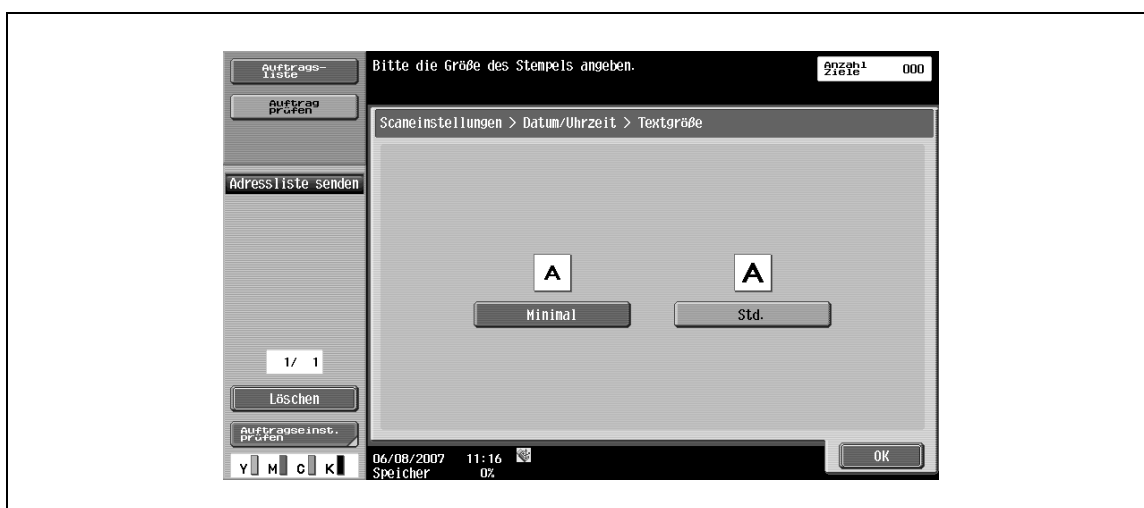 Auftrags-
liste
Auftrag
prüfen
Bitte die Größe des Stempels angeben.
Anzahl
Ziele 000
Scaneinstellungen > Datum/Uhrzeit > Textgröße
Adressliste senden
A A
Minimal Std.
1/ 1
Löschen
Auftragseinst.
prüfen
Y M C K
06/08/2007 11:16
Speicher 0%
OK